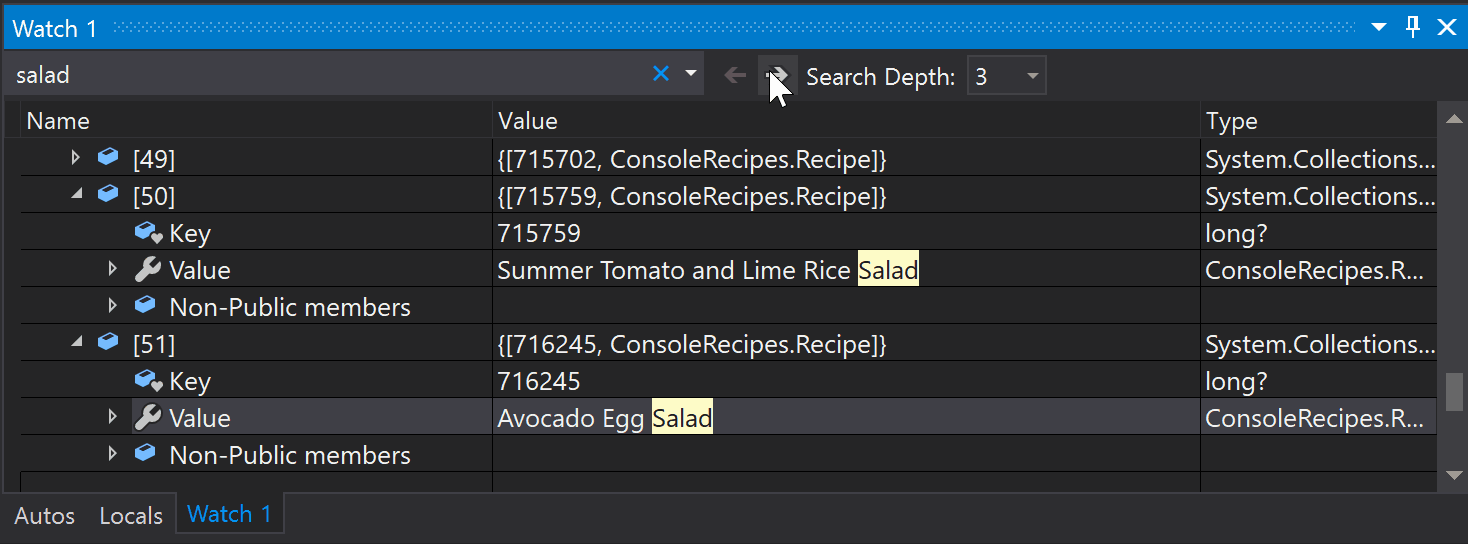 Watch 1
salad Search Depth: 3
Name Value Type
[49] {[715702, ConsoleRecipes.Recipe]} System.Collections...
[50] {[715759, ConsoleRecipes.Recipe]} System.Collections...
Key 715759 long?
Value Summer Tomato and Lime Rice Salad ConsoleRecipes.R...
Non-Public members
[51] {[716245, ConsoleRecipes.Recipe]} System.Collections...
Key 716245 long?
Value Avocado Egg Salad ConsoleRecipes.R...
Non-Public members
Autos Locals Watch 1